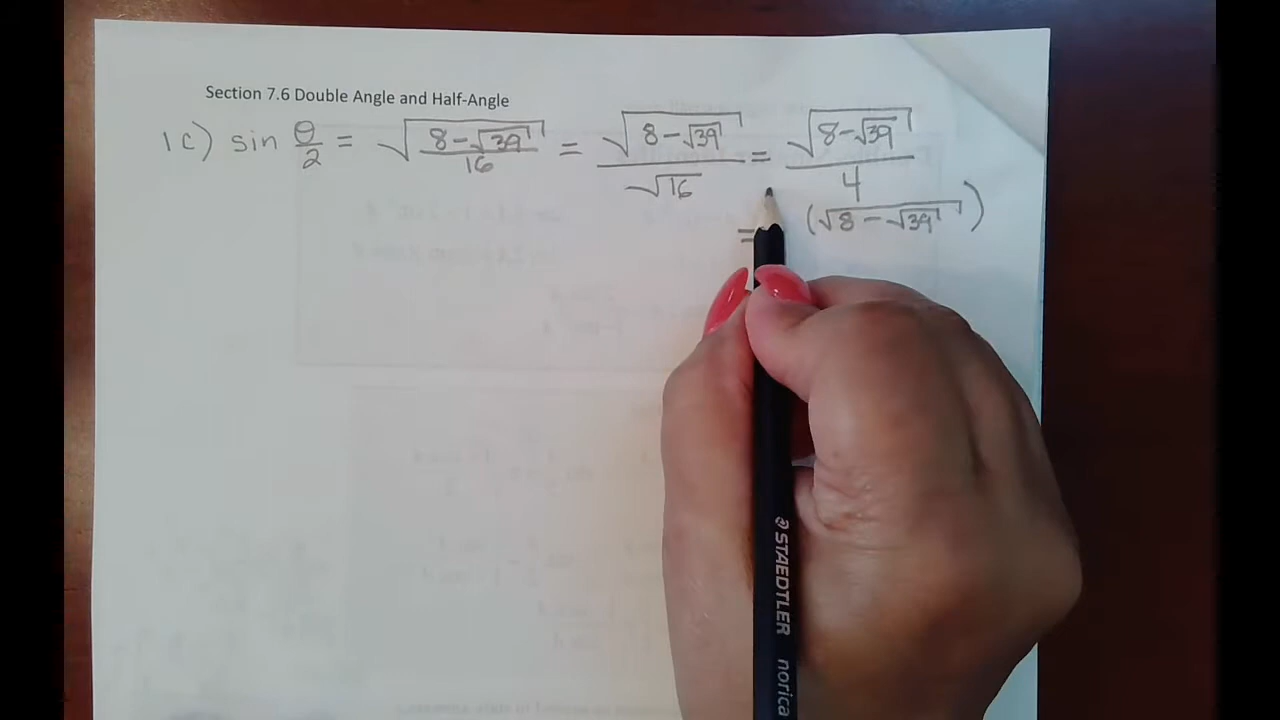 Section 7.6 Double Angle and Half-Angle
1c) sin θ/2 = √((8-√39)/16) = √(8-√39)/√16 = √(8-√39)/4
= (√(8-√39))
STAEDTLER norica